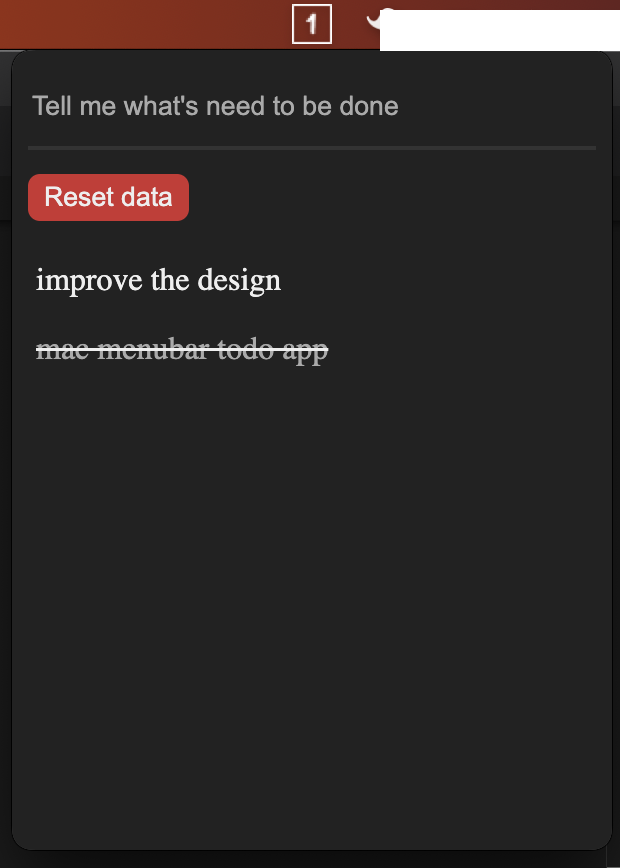 1
Tell me what's need to be done
Reset data
improve the design
mac menubar todo app